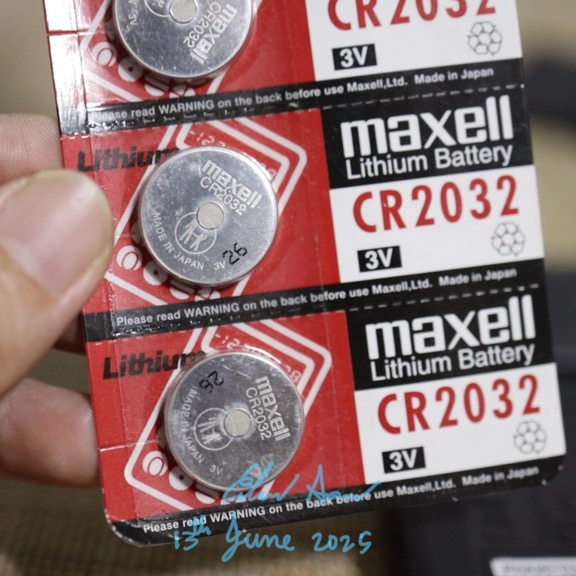 maxell
CR2032
CR2032
3V
Please read WARNING on the back before use Maxell,Ltd. Made in Japan
Lithium
maxell
CR2032
MADE IN JAPAN
3V
26
maxell
Lithium Battery
CR2032
3V
Please read WARNING on the back before use Maxell,Ltd. Made in Japan
Lithium
26
maxell
CR2032
MADE IN JAPAN
3V
maxell
Lithium Battery
CR2032
3V
Please read WARNING on the back before use Maxell,Ltd. Made in Japan
13th June 2025